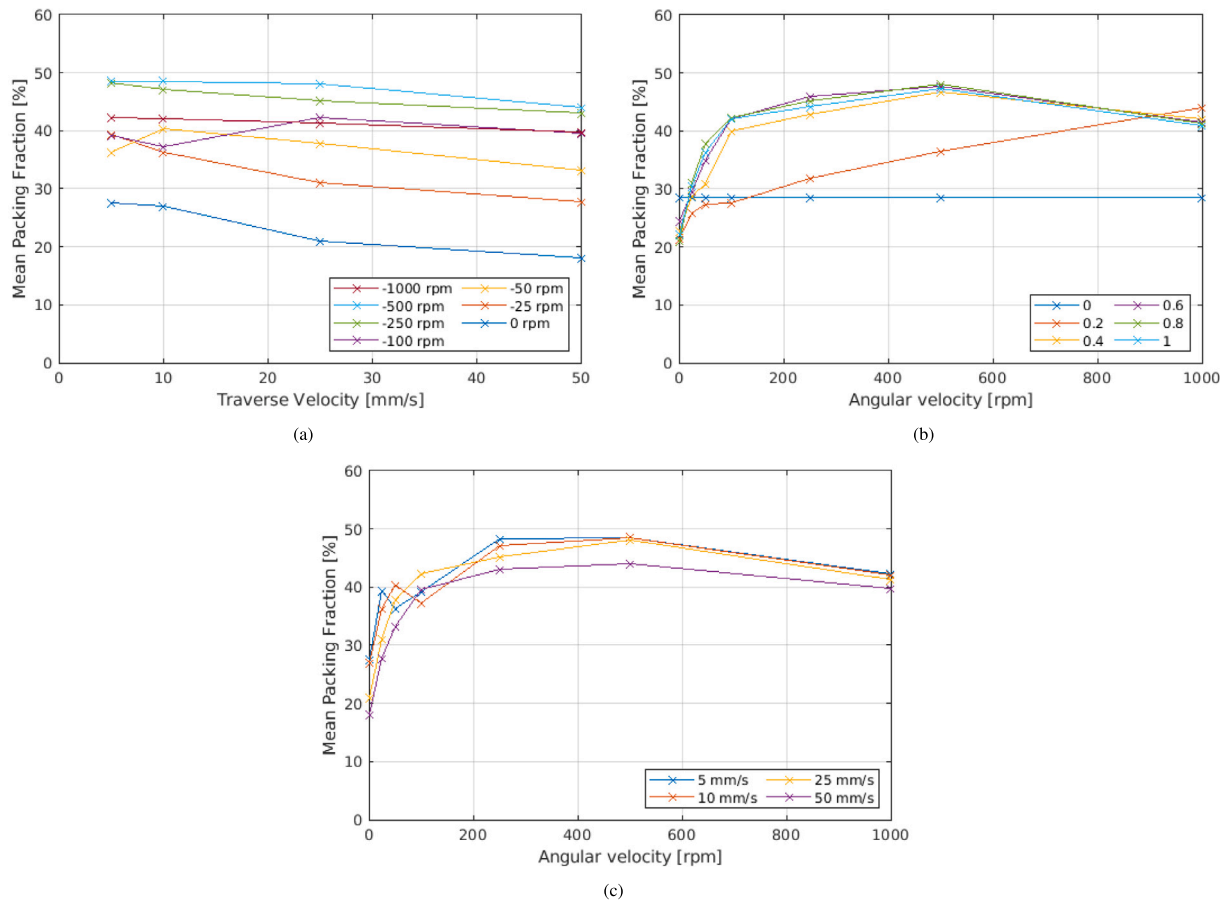 60
50
40
30
20
10
0
Mean Packing Fraction [%]
-1000 rpm
-500 rpm
-250 rpm
-100 rpm
-50 rpm
-25 rpm
0 rpm
0 10 20 30 40 50
Traverse Velocity [mm/s]
(a)
60
50
40
30
20
10
0
Mean Packing Fraction [%]
0
0.2
0.4
0.6
0.8
1
0 200 400 600 800 1000
Angular velocity [rpm]
(b)
60
50
40
30
20
10
0
Mean Packing Fraction [%]
5 mm/s
10 mm/s
25 mm/s
50 mm/s
0 200 400 600 800 1000
Angular velocity [rpm]
(c)